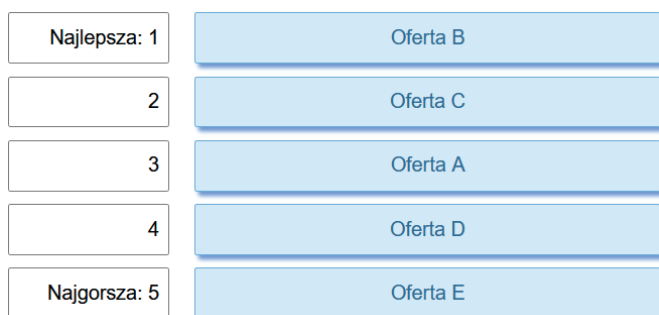 Najlepsza: 1 Oferta B
2 Oferta C
3 Oferta A
4 Oferta D
Najgorsza: 5 Oferta E